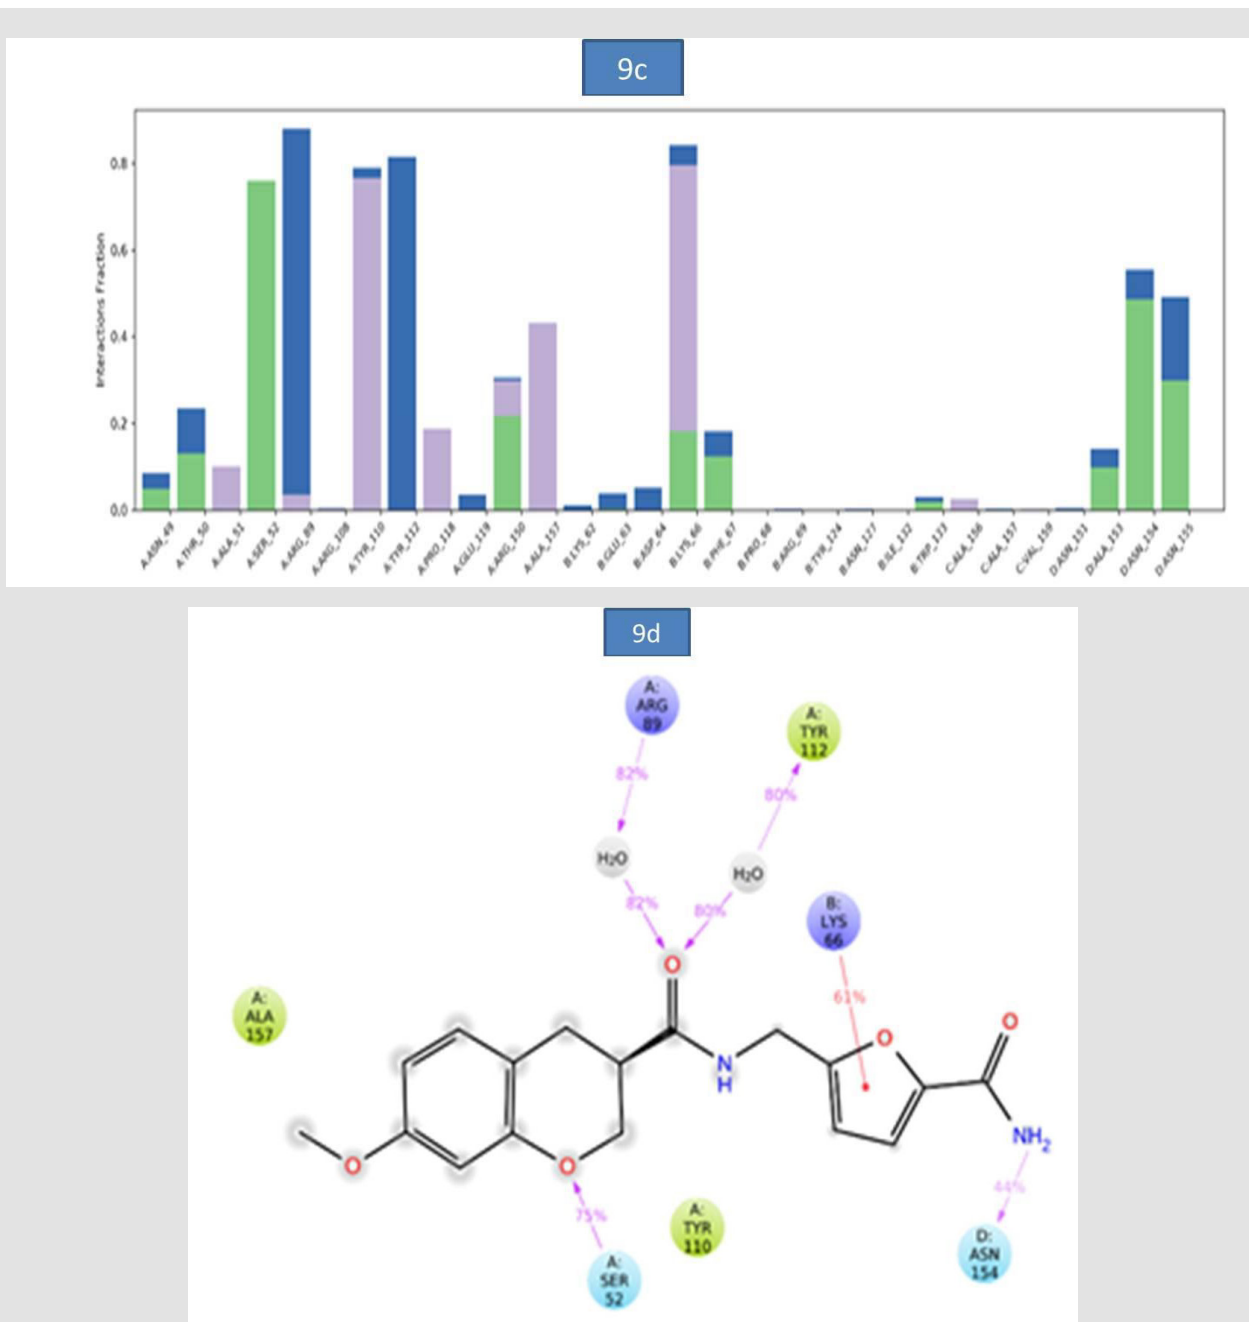 9c
Interactions Fraction
0.8
0.6
0.4
0.2
0.0
A:ASN_49
A:THR_50
A:ALA_51
A:SER_52
A:ARG_89
A:ARG_108
A:TYR_110
A:TYR_112
A:PRO_118
A:GLU_119
A:ARG_150
A:ALA_157
B:LYS_62
B:GLU_63
B:ASP_64
B:LYS_66
B:PHE_67
B:PRO_68
B:ARG_69
B:TYR_124
B:ASN_127
B:ILE_132
B:TRP_133
C:ALA_156
C:ALA_157
C:VAL_159
D:ASN_151
D:ALA_153
D:ASN_154
D:ASN_155
9d
A:
ARG
89
A:
TYR
112
82%
80%
H₂O
H₂O
82%
80%
B:
LYS
66
O
61%
A:
ALA
157
O
O
N
H
NH₂
O
O
75%
44%
A:
TYR
110
A:
SER
52
D:
ASN
154